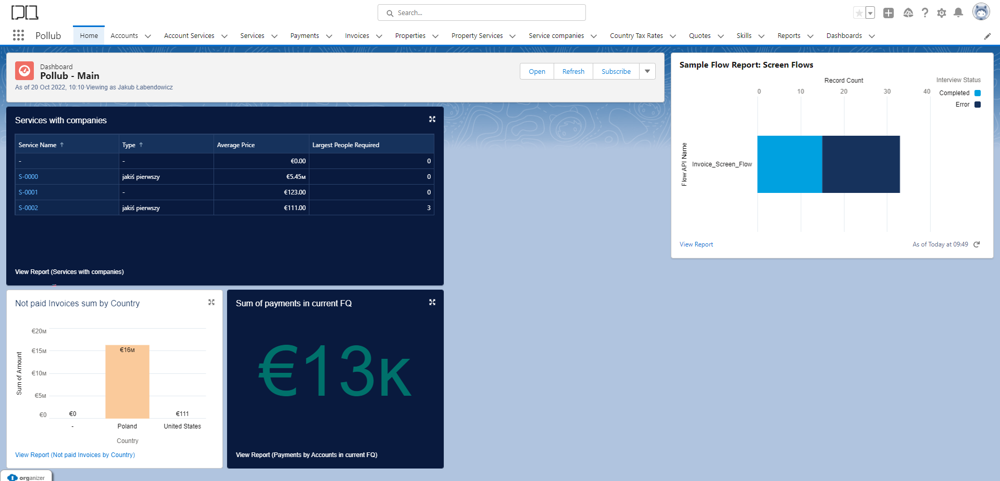 Search...
Pollub
Home
Accounts
Account Services
Services
Payments
Invoices
Properties
Property Services
Service companies
Country Tax Rates
Quotes
Skills
Reports
Dashboards
Dashboard
Pollub - Main
As of 20 Oct 2022, 10:10·Viewing as Jakub Łabendowicz
Open
Refresh
Subscribe
Services with companies
Service Name ↑ Type ↑ Average Price Largest People Required
- - €0.00 0
S-0000 jakiś pierwszy €5.45M 0
S-0001 - €123.00 0
S-0002 jakiś pierwszy €111.00 3
View Report (Services with companies)
Not paid Invoices sum by Country
Sum of Amount
€20M
€15M
€10M
€5M
€0
€0
€16M
€111
-
Poland
United States
Country
View Report (Not paid Invoices by Country)
Sum of payments in current FQ
€13K
View Report (Payments by Accounts in current FQ)
Sample Flow Report: Screen Flows
Record Count
0 10 20 30 40
Interview Status
Completed
Error
Flow API Name
Invoice_Screen_Flow
View Report
As of Today at 09:49
organizer